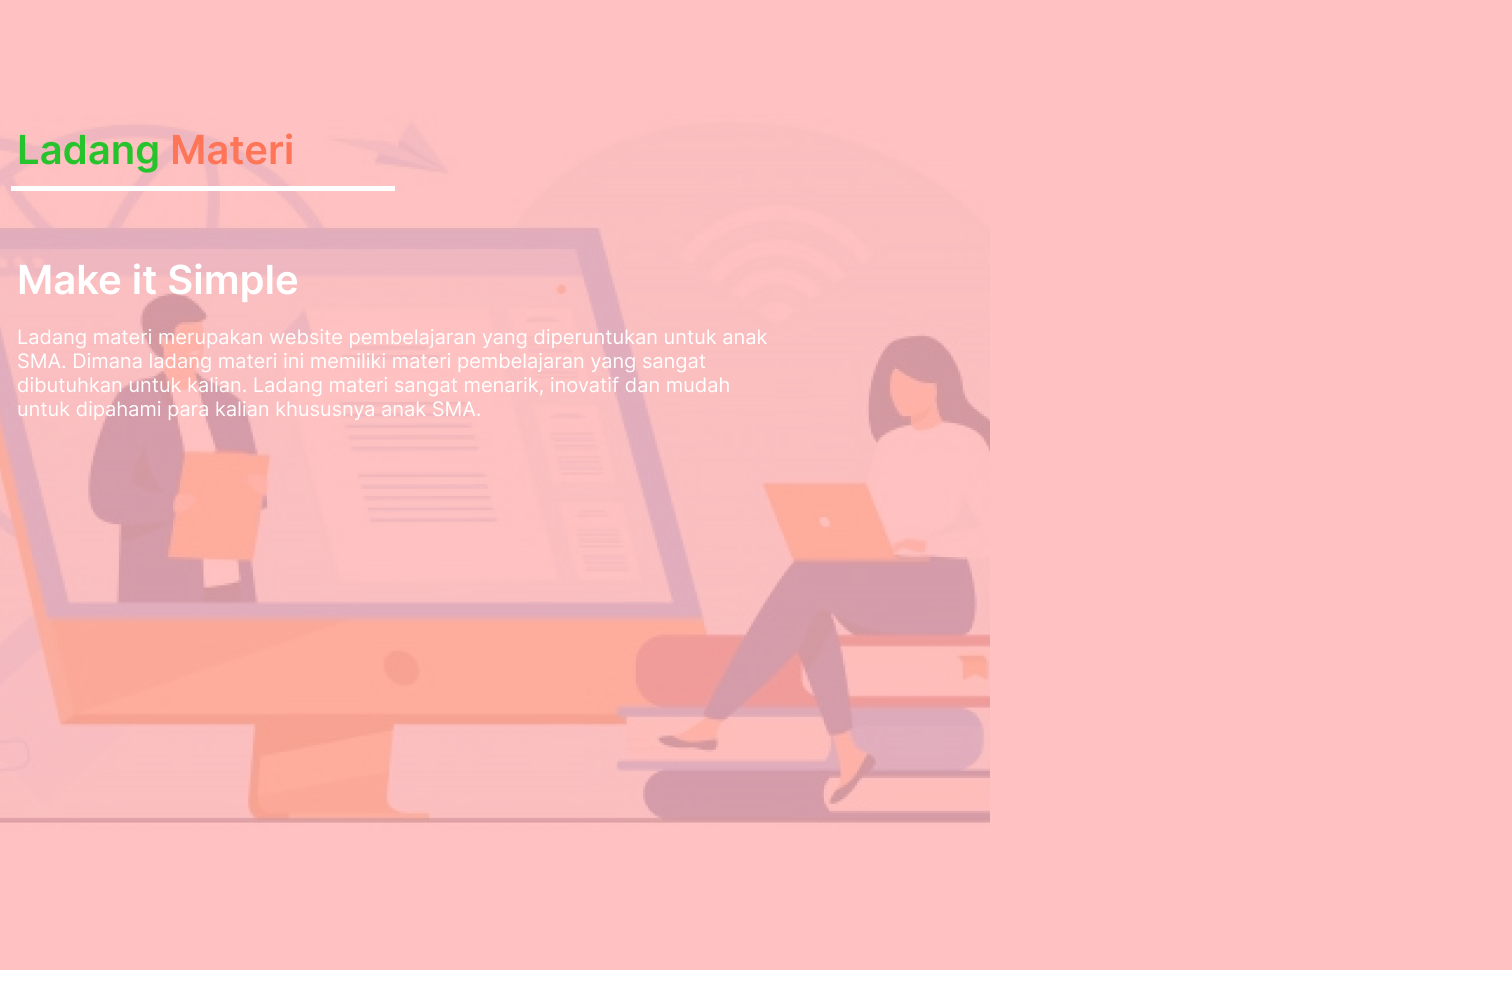 Ladang Materi
Make it Simple
Ladang materi merupakan website pembelajaran yang diperuntukan untuk anak
SMA. Dimana ladang materi ini memiliki materi pembelajaran yang sangat
dibutuhkan untuk kalian. Ladang materi sangat menarik, inovatif dan mudah
untuk dipahami para kalian khususnya anak SMA.